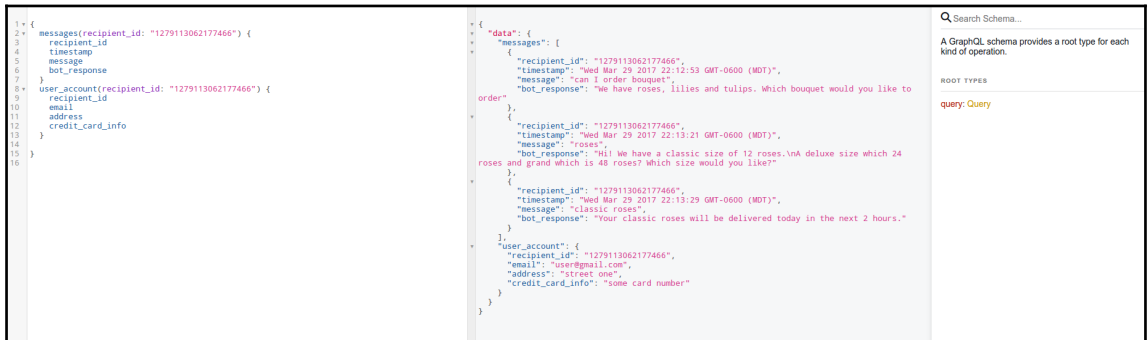 1 {
2 messages(recipient_id: "1279113062177466") {
3 recipient_id
4 timestamp
5 message
6 bot_response
7 }
8 user_account(recipient_id: "1279113062177466") {
9 recipient_id
10 email
11 address
12 credit_card_info
13 }
14
15 }
16
{
"data": {
"messages": [
{
"recipient_id": "1279113062177466",
"timestamp": "Wed Mar 29 2017 22:12:53 GMT-0600 (MDT)",
"message": "can I order bouquet",
"bot_response": "We have roses, lilies and tulips. Which bouquet would you like to
order"
},
{
"recipient_id": "1279113062177466",
"timestamp": "Wed Mar 29 2017 22:13:21 GMT-0600 (MDT)",
"message": "roses",
"bot_response": "Hi! We have a classic size of 12 roses.\nA deluxe size which 24
roses and grand which is 48 roses? Which size would you like?"
},
{
"recipient_id": "1279113062177466",
"timestamp": "Wed Mar 29 2017 22:13:29 GMT-0600 (MDT)",
"message": "classic roses",
"bot_response": "Your classic roses will be delivered today in the next 2 hours."
}
],
"user_account": {
"recipient_id": "1279113062177466",
"email": "user@gmail.com",
"address": "street one",
"credit_card_info": "some card number"
}
}
}
Search Schema...
A GraphQL schema provides a root type for each
kind of operation.
ROOT TYPES
query: Query